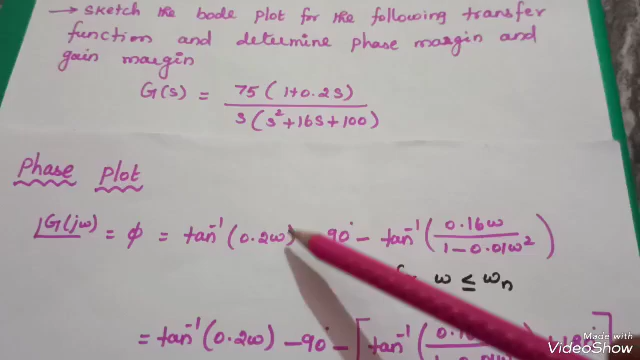 → Sketch the bode plot for the following transfer
function and determine phase margin and
gain margin
G(s) = 75(1+0.2s) / s(s²+16s+100)
Phase Plot
∠G(jω) = φ = tan⁻¹(0.2ω) - 90° - tan⁻¹(0.16ω / 1-0.01ω²)
ω ≤ ωn
= tan⁻¹(0.2ω) - 90° - [tan⁻¹(
Made with
VideoShow